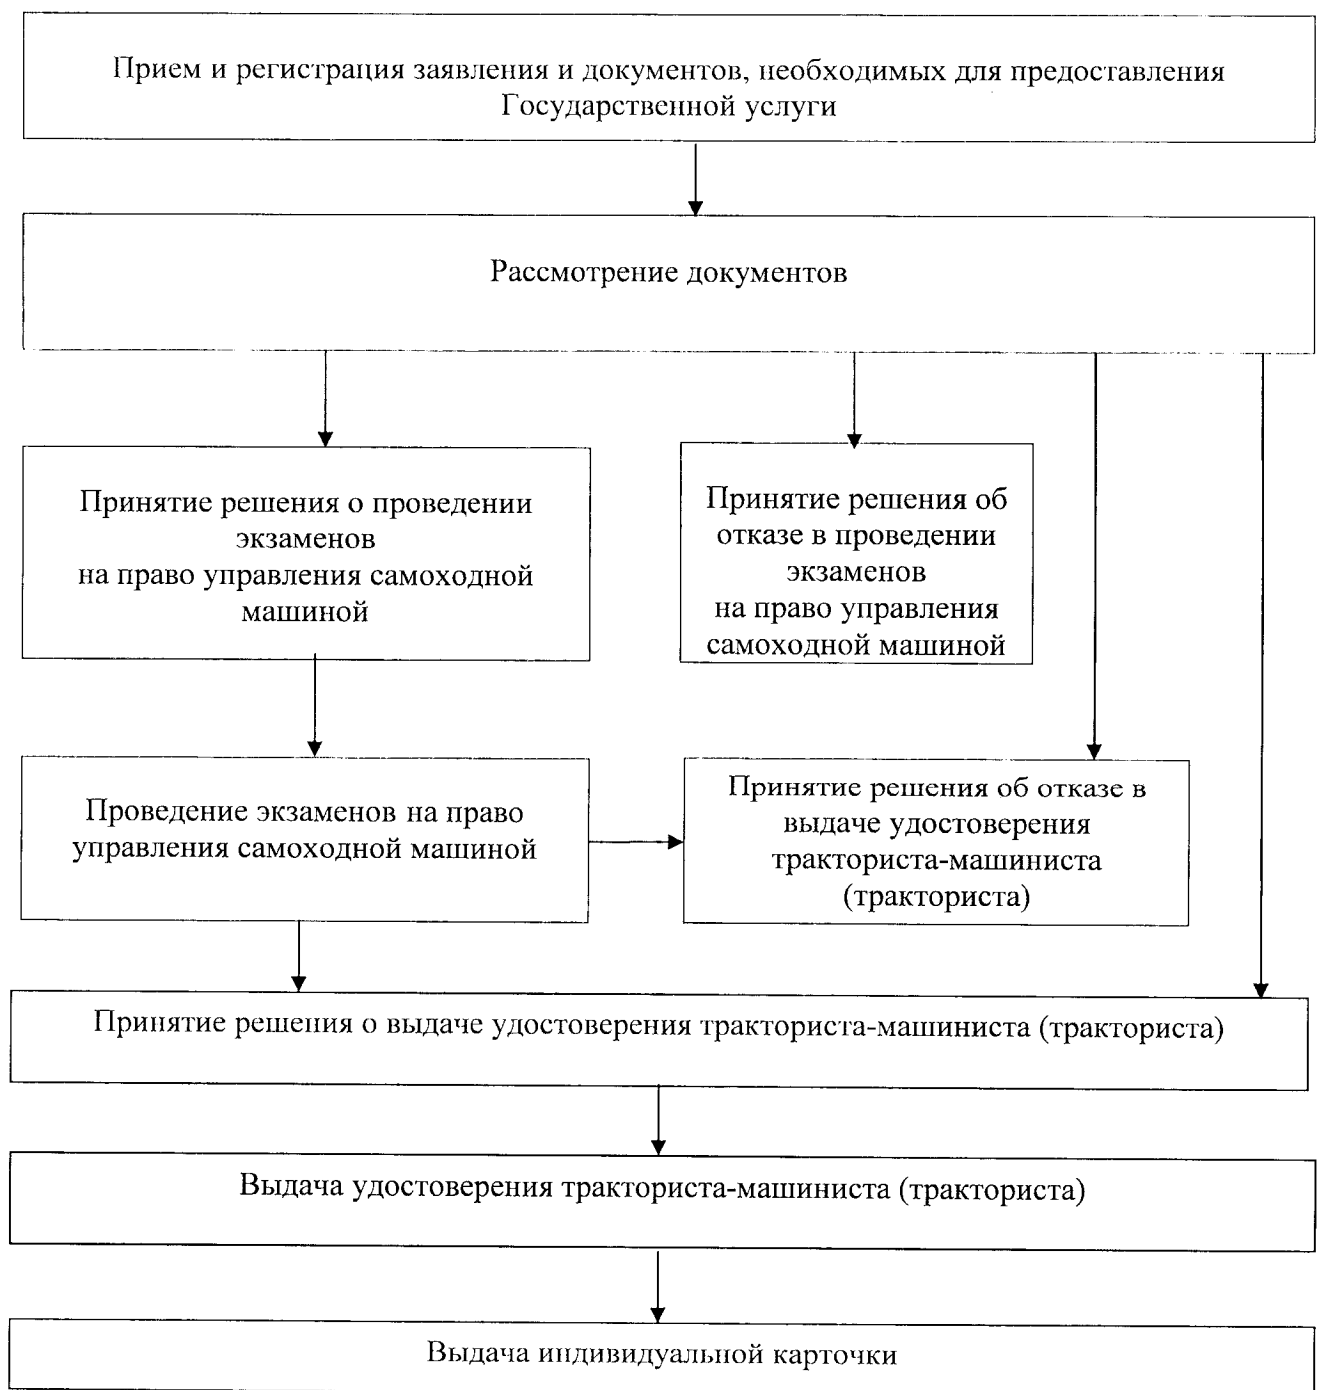 Прием и регистрация заявления и документов, необходимых для предоставления
Государственной услуги
Рассмотрение документов
Принятие решения о проведении
экзаменов
на право управления самоходной
машиной
Принятие решения об
отказе в проведении
экзаменов
на право управления
самоходной машиной
Проведение экзаменов на право
управления самоходной машиной
Принятие решения об отказе в
выдаче удостоверения
тракториста-машиниста
(тракториста)
Принятие решения о выдаче удостоверения тракториста-машиниста (тракториста)
Выдача удостоверения тракториста-машиниста (тракториста)
Выдача индивидуальной карточки